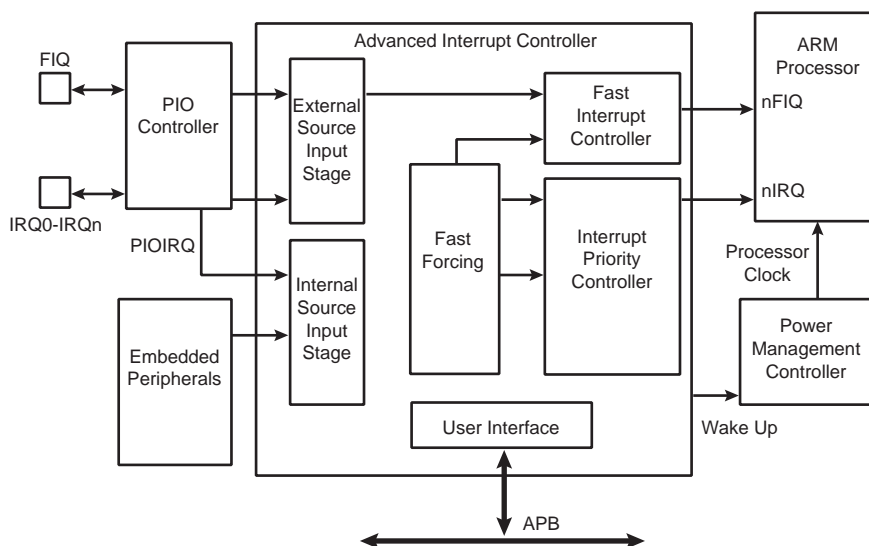 FIQ
IRQ0-IRQn
PIO
Controller
PIOIRQ
Embedded
Peripherals
Advanced Interrupt Controller
External
Source
Input
Stage
Internal
Source
Input
Stage
Fast
Forcing
Fast
Interrupt
Controller
Interrupt
Priority
Controller
User Interface
APB
ARM
Processor
nFIQ
nIRQ
Processor
Clock
Power
Management
Controller
Wake Up